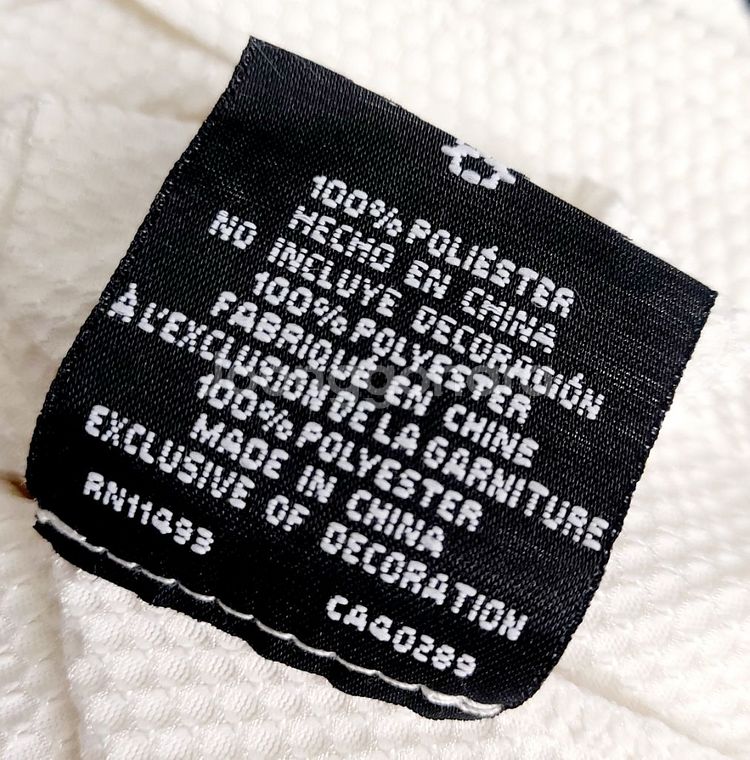 100% POLIÉSTER
HECHO EN CHINA
NO INCLUYE DECORACIÓN
100% POLYESTER
FABRIQUÉ EN CHINE
À L'EXCLUSION DE LA GARNITURE
100% POLYESTER
MADE IN CHINA
EXCLUSIVE OF DECORATION
RN11493 CA40289